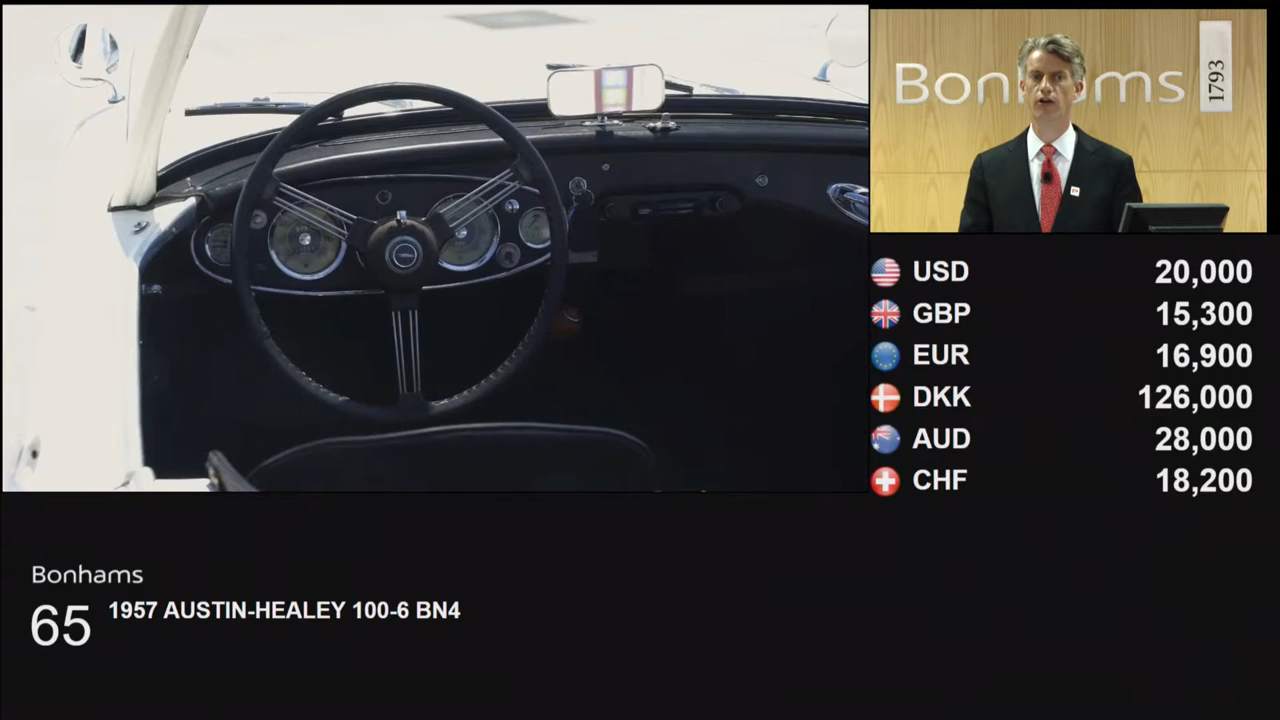 Bonhams
1793
USD 20,000
GBP 15,300
EUR 16,900
DKK 126,000
AUD 28,000
CHF 18,200
Bonhams
65 1957 AUSTIN-HEALEY 100-6 BN4